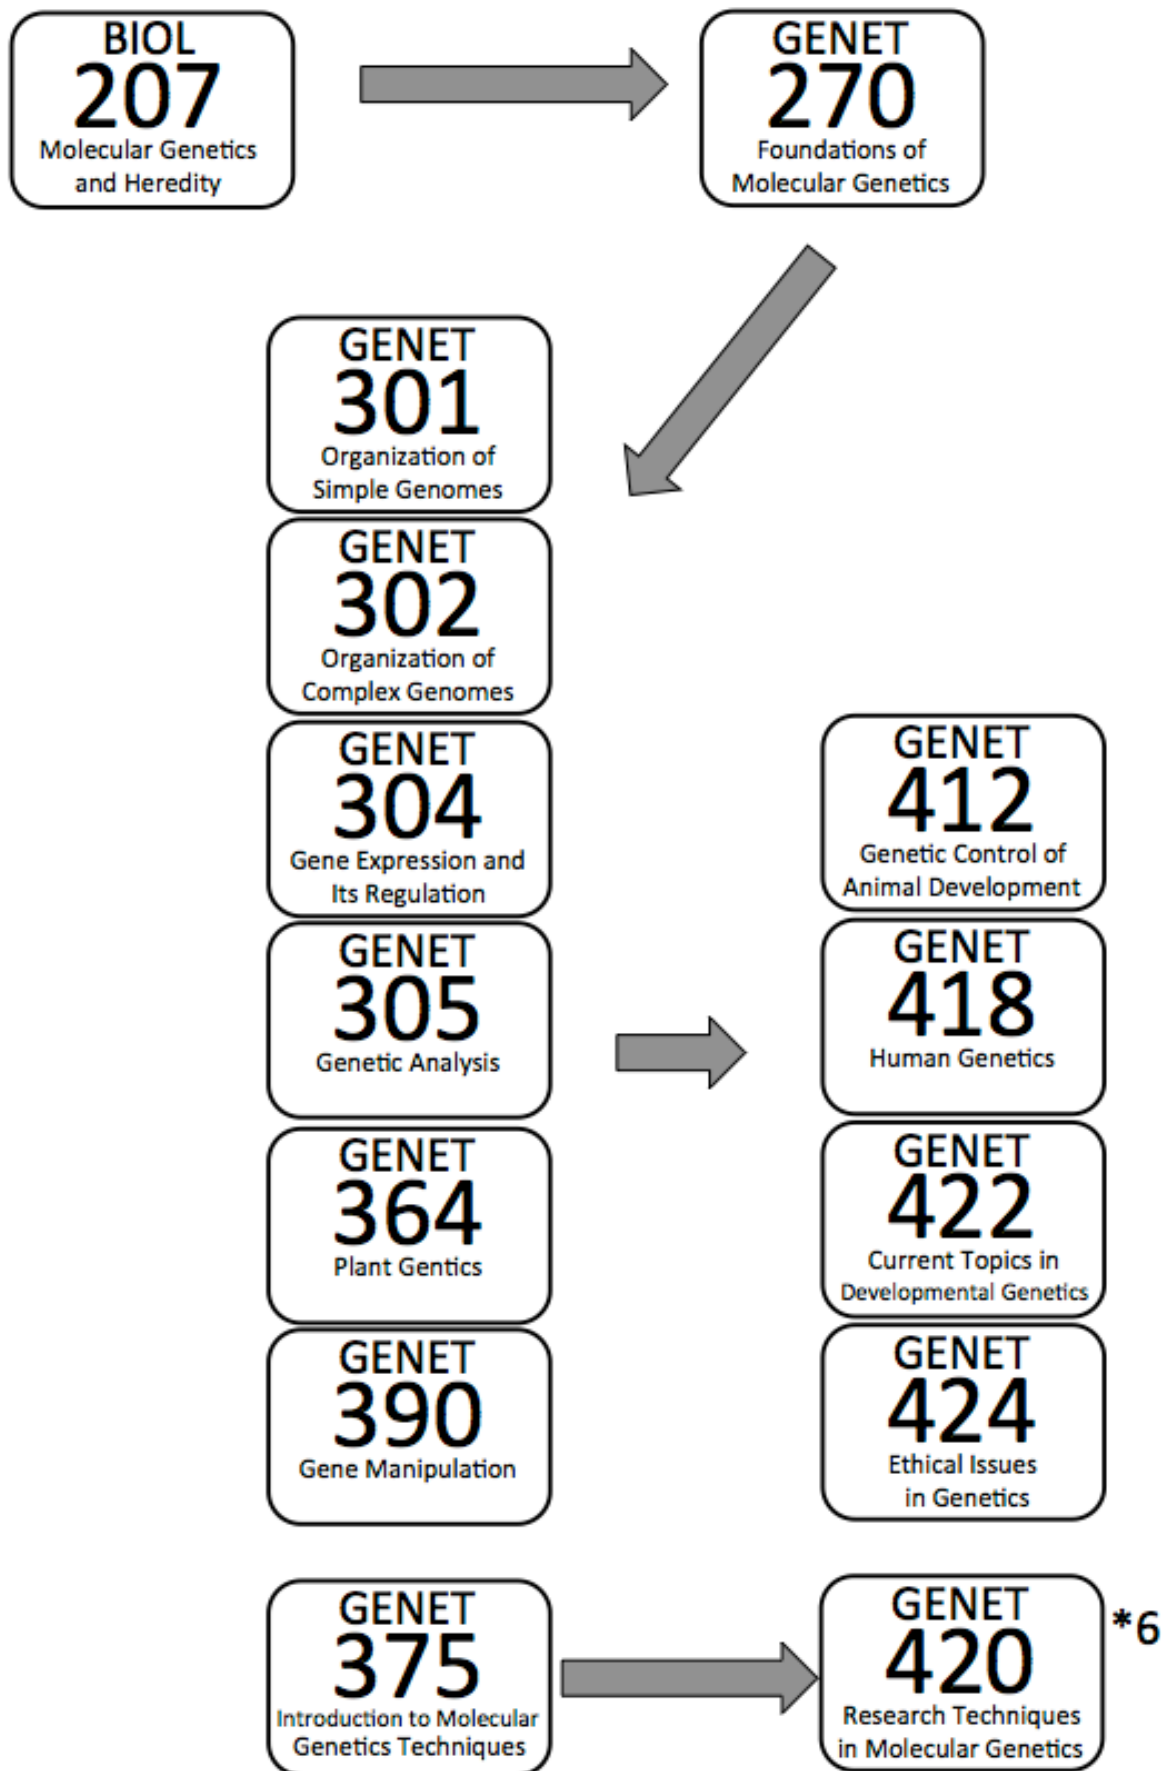 BIOL
207
Molecular Genetics
and Heredity
GENET
270
Foundations of
Molecular Genetics
GENET
301
Organization of
Simple Genomes
GENET
302
Organization of
Complex Genomes
GENET
304
Gene Expression and
Its Regulation
GENET
305
Genetic Analysis
GENET
364
Plant Gentics
GENET
390
Gene Manipulation
GENET
412
Genetic Control of
Animal Development
GENET
418
Human Genetics
GENET
422
Current Topics in
Developmental Genetics
GENET
424
Ethical Issues
in Genetics
GENET
375
Introduction to Molecular
Genetics Techniques
GENET
420
Research Techniques
in Molecular Genetics
*6